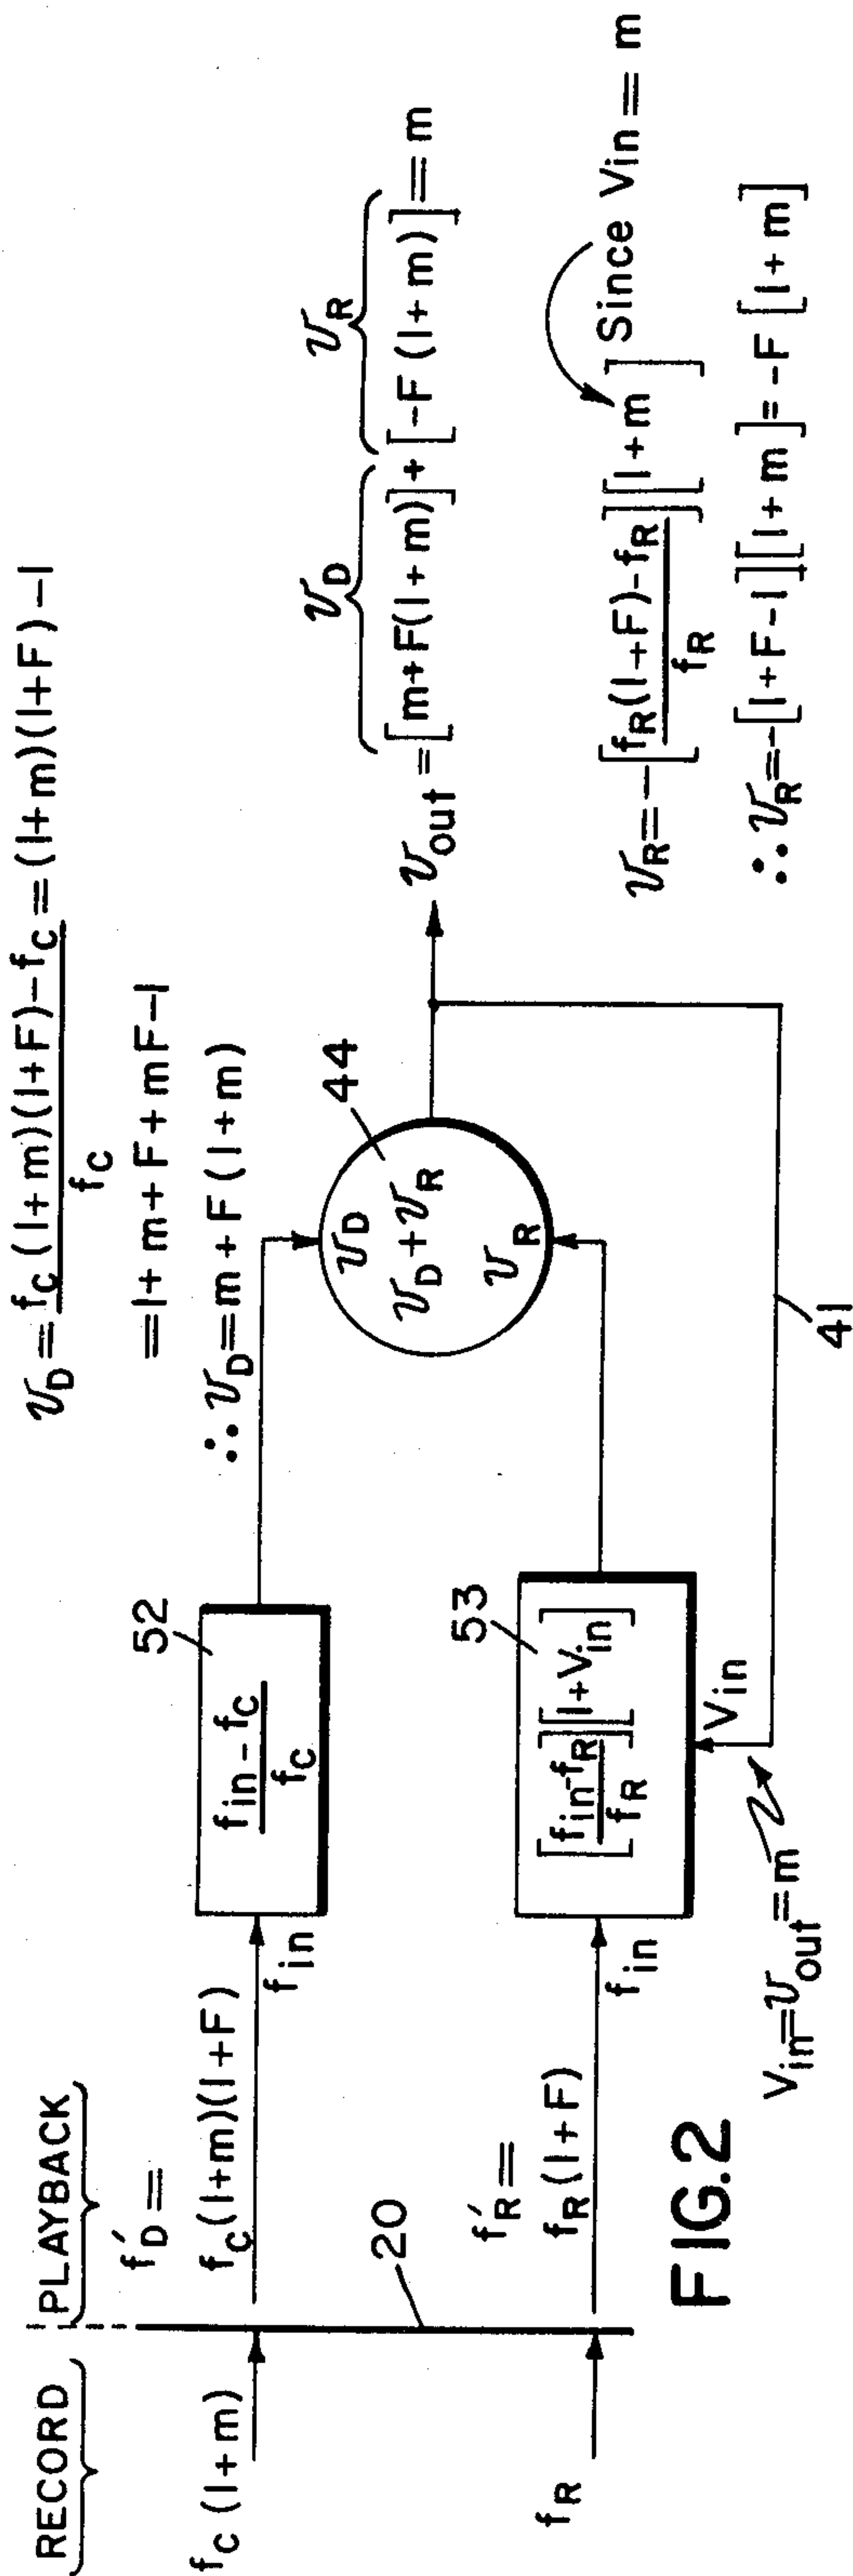 RECORD
PLAYBACK
f_C (1+m)
f'_D =
f_C(1+m)(1+F)
f_in
52
f_in - f_C
f_C
v_D = f_C (1+m)(1+F) - f_C / f_C = (1+m)(1+F) - 1
= 1+m+F+mF-1
∴ v_D = m + F (1+m)
20
f_R
f'_R =
f_R (1+F)
f_in
53
[f_in - f_R / f_R] [1+V_in]
V_in
V_in = v_out = m
41
44
v_D
v_D + v_R
v_R
v_D
v_R
v_out = [m+F(1+m)] + [-F (1+m)] = m
v_R = - [f_R (1+F) - f_R / f_R] [1+m] Since Vin = m
∴ v_R = -[1+F-1][1+m] = -F [1+m]
FIG.2